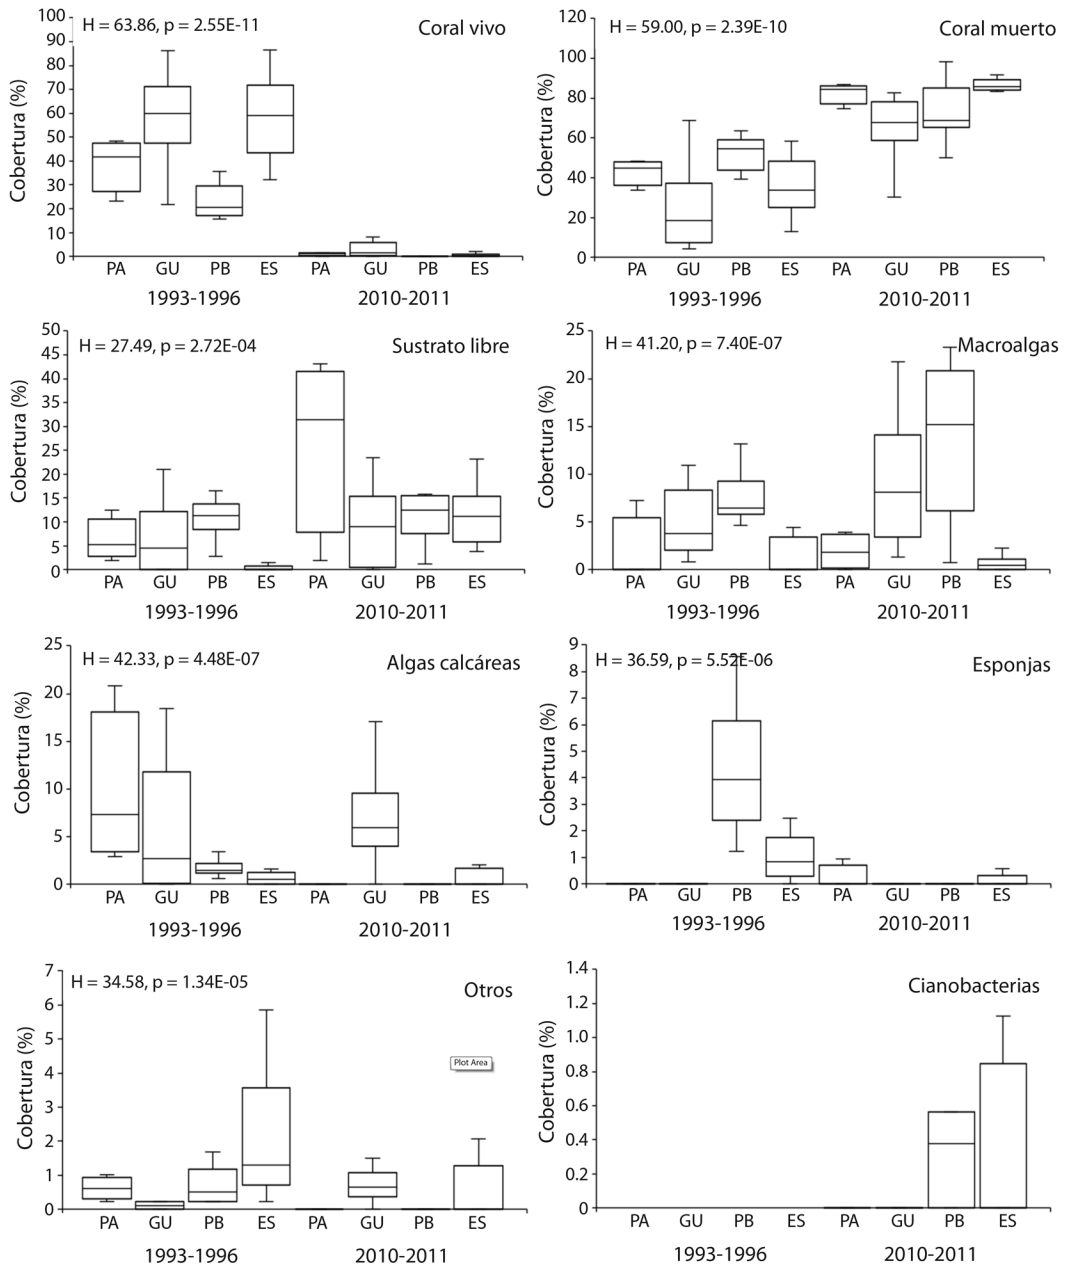 H = 63.86, p = 2.55E-11
Coral vivo
Cobertura (%)
100
90
80
70
60
50
40
30
20
10
0
PA GU PB ES PA GU PB ES
1993-1996 2010-2011
H = 59.00, p = 2.39E-10
Coral muerto
Cobertura (%)
120
100
80
60
40
20
0
PA GU PB ES PA GU PB ES
1993-1996 2010-2011
H = 27.49, p = 2.72E-04
Sustrato libre
Cobertura (%)
50
45
40
35
30
25
20
15
10
5
0
PA GU PB ES PA GU PB ES
1993-1996 2010-2011
H = 41.20, p = 7.40E-07
Macroalgas
Cobertura (%)
25
20
15
10
5
0
PA GU PB ES PA GU PB ES
1993-1996 2010-2011
H = 42.33, p = 4.48E-07
Algas calcáreas
Cobertura (%)
25
20
15
10
5
0
PA GU PB ES PA GU PB ES
1993-1996 2010-2011
H = 36.59, p = 5.52E-06
Esponjas
Cobertura (%)
9
8
7
6
5
4
3
2
1
0
PA GU PB ES PA GU PB ES
1993-1996 2010-2011
H = 34.58, p = 1.34E-05
Otros
Plot Area
Cobertura (%)
7
6
5
4
3
2
1
0
PA GU PB ES PA GU PB ES
1993-1996 2010-2011
Cianobacterias
Cobertura (%)
1.4
1.2
1.0
0.8
0.6
0.4
0.2
0
PA GU PB ES PA GU PB ES
1993-1996 2010-2011